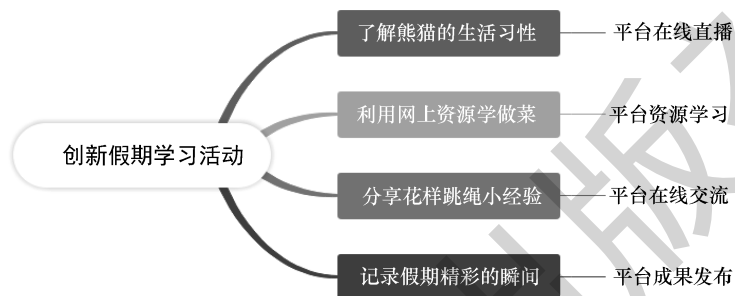 创新假期学习活动
了解熊猫的生活习性
平台在线直播
利用网上资源学做菜
平台资源学习
分享花样跳绳小经验
平台在线交流
记录假期精彩的瞬间
平台成果发布